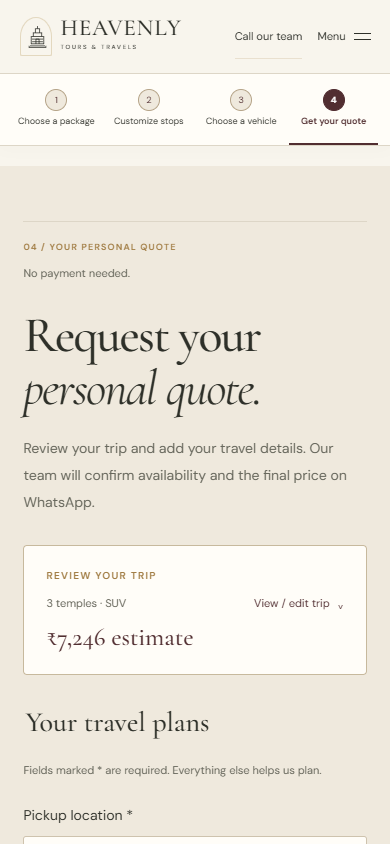 HEAVENLY
TOURS & TRAVELS
Call our team
Menu
1
Choose a package
2
Customize stops
3
Choose a vehicle
4
Get your quote
04 / YOUR PERSONAL QUOTE
No payment needed.
Request your
personal quote.
Review your trip and add your travel details. Our
team will confirm availability and the final price on
WhatsApp.
REVIEW YOUR TRIP
3 temples · SUV
View / edit trip v
₹7,246 estimate
Your travel plans
Fields marked * are required. Everything else helps us plan.
Pickup location *